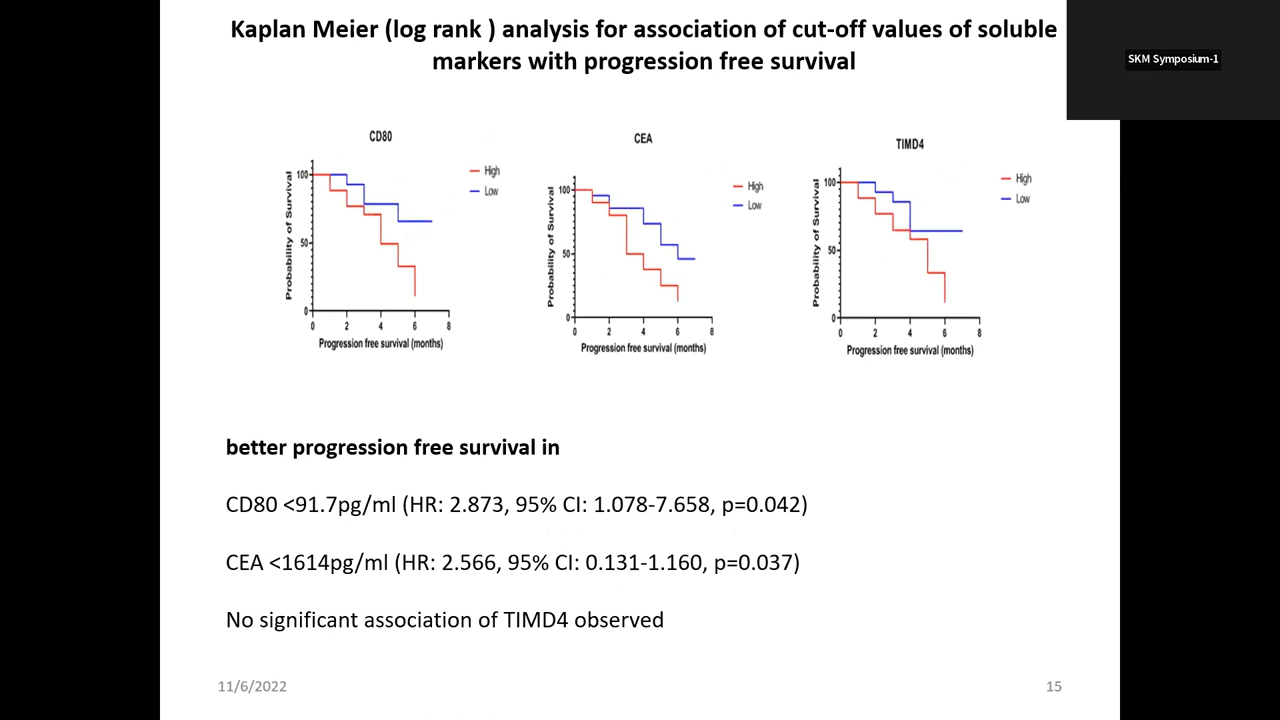 Kaplan Meier (log rank ) analysis for association of cut-off values of soluble
markers with progression free survival
SKM Symposium-1
CD80
Probability of Survival
100
50
0
0 2 4 6 8
Progression free survival (months)
High
Low
CEA
Probability of Survival
100
50
0
0 2 4 6 8
Progression free survival (months)
High
Low
TIMD4
Probability of Survival
100
50
0
0 2 4 6 8
Progression free survival (months)
High
Low
better progression free survival in
CD80 <91.7pg/ml (HR: 2.873, 95% CI: 1.078-7.658, p=0.042)
CEA <1614pg/ml (HR: 2.566, 95% CI: 0.131-1.160, p=0.037)
No significant association of TIMD4 observed
11/6/2022
15